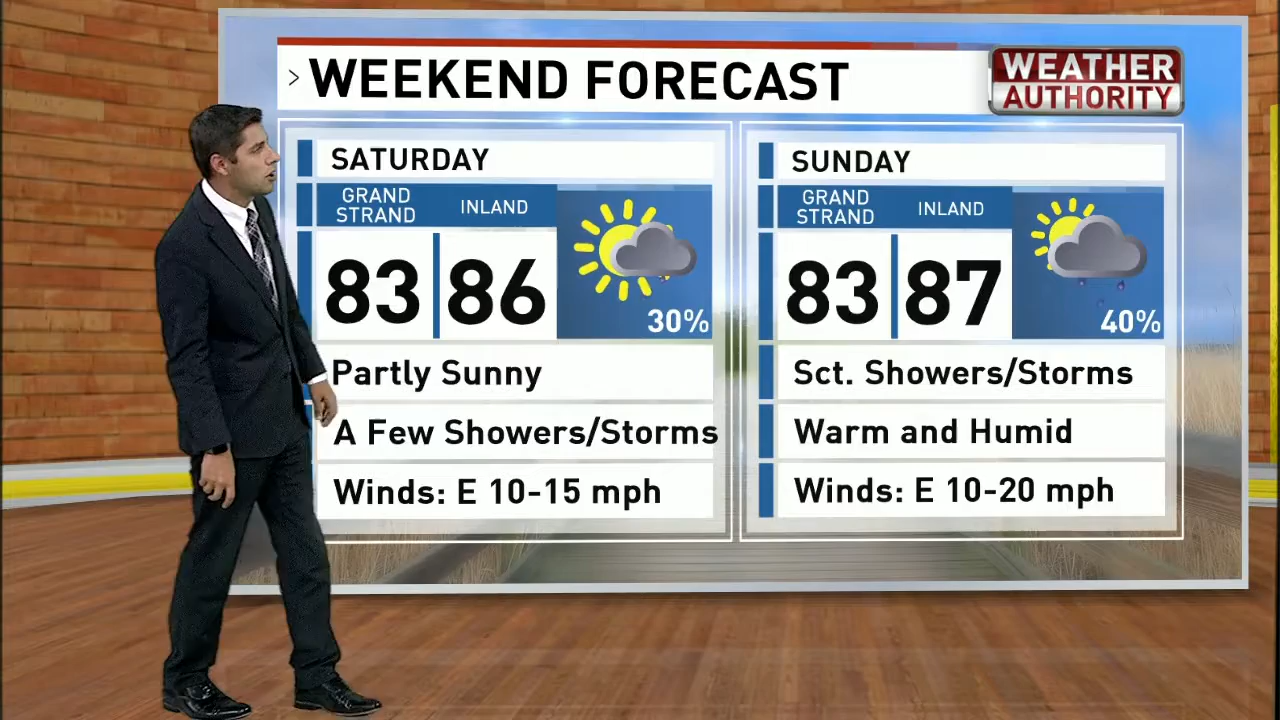 > WEEKEND FORECAST
WEATHER
AUTHORITY
SATURDAY
GRAND
STRAND
INLAND
83
86
30%
Partly Sunny
A Few Showers/Storms
Winds: E 10-15 mph
SUNDAY
GRAND
STRAND
INLAND
83
87
40%
Sct. Showers/Storms
Warm and Humid
Winds: E 10-20 mph